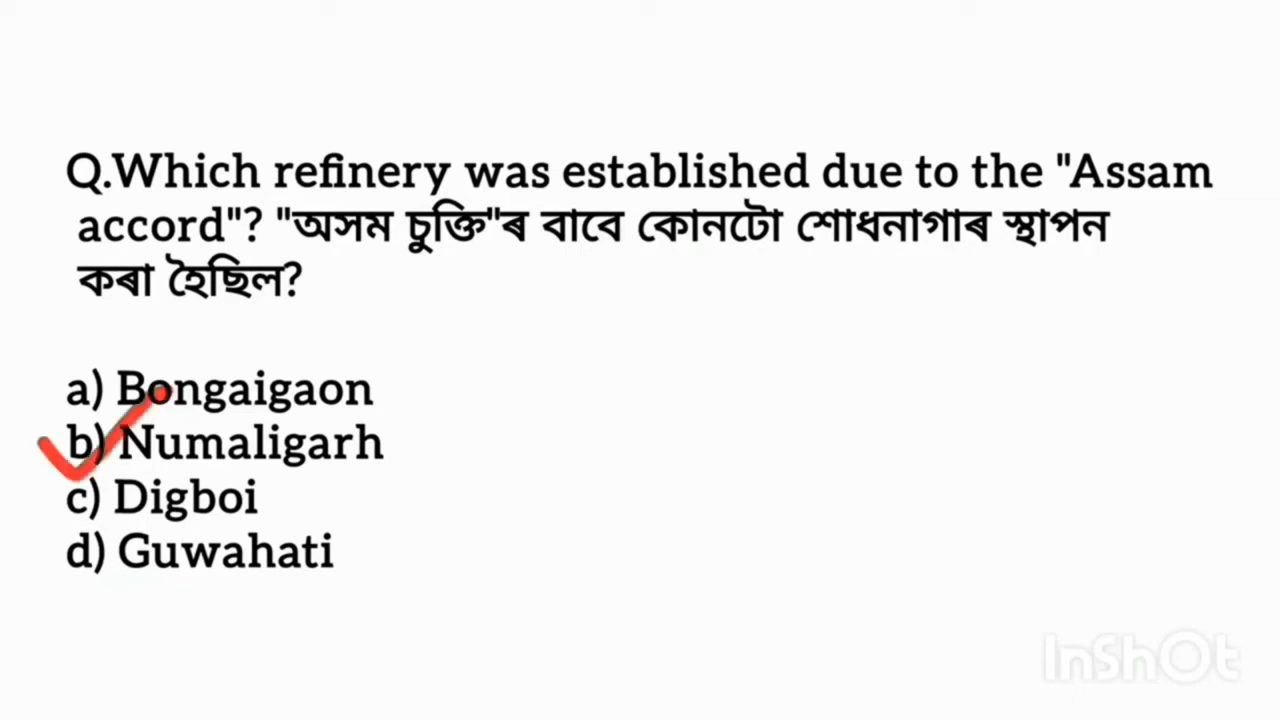 Q.Which refinery was established due to the "Assam
accord"? "অসম চুক্তি"ৰ বাবে কোনটো শোধনাগাৰ স্থাপন
কৰা হৈছিল?
a) Bongaigaon
b) Numaligarh
c) Digboi
d) Guwahati
InShOt